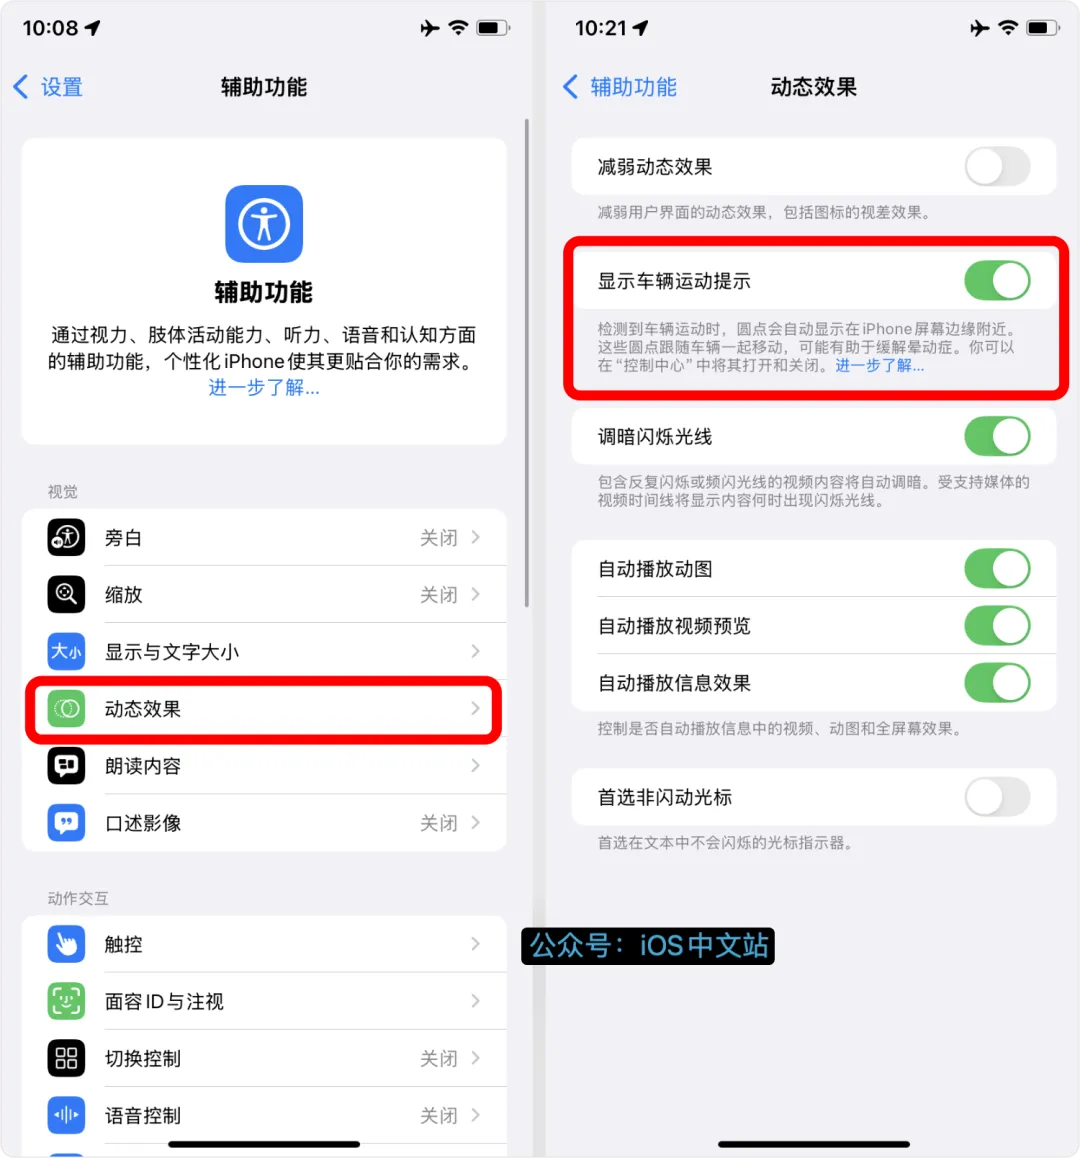 10:08
设置
辅助功能
辅助功能
通过视力、肢体活动能力、听力、语音和认知方面
的辅助功能，个性化 iPhone 使其更贴合你的需求。
进一步了解...
视觉
旁白 关闭
缩放 关闭
大小 显示与文字大小
动态效果
朗读内容
口述影像 关闭
动作交互
触控
面容 ID 与注视
切换控制 关闭
语音控制 关闭
10:21
辅助功能
动态效果
减弱动态效果
减弱用户界面的动态效果，包括图标的视差效果。
显示车辆运动提示
检测到车辆运动时，圆点会自动显示在 iPhone 屏幕边缘附近。
这些圆点跟随车辆一起移动，可能有助于缓解晕动症。你可以
在“控制中心”中将其打开和关闭。进一步了解...
调暗闪烁光线
包含反复闪烁或频闪光线的视频内容将自动调暗。受支持媒体的
视频时间线将显示内容何时出现闪烁光线。
自动播放动图
自动播放视频预览
自动播放信息效果
控制是否自动播放信息中的视频、动图和全屏幕效果。
首选非闪动光标
首选在文本中不会闪烁的光标指示器。
公众号：iOS中文站